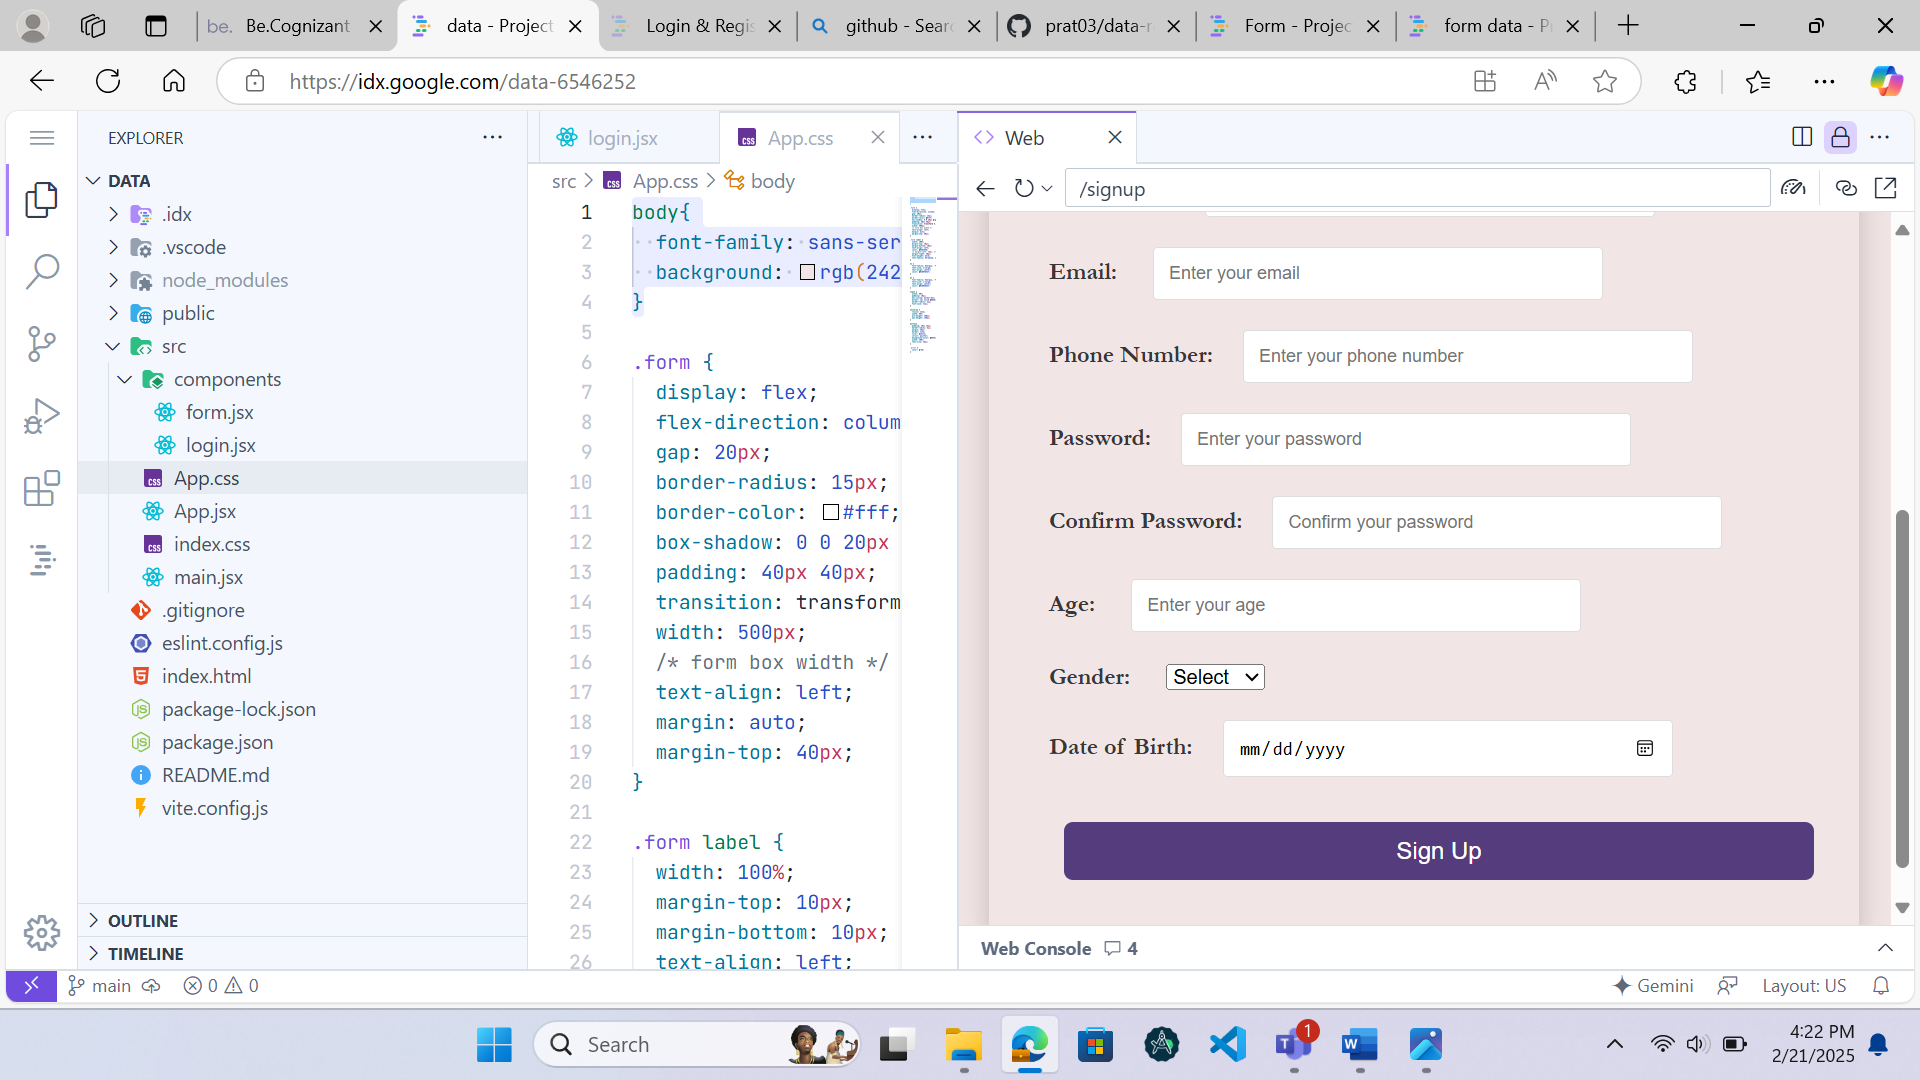 be. Be.Cognizant
data - Project
Login & Regis
github - Searc
prat03/data-r
Form - Projec
form data - P
https://idx.google.com/data-6546252
EXPLORER
DATA
.idx
.vscode
node_modules
public
src
components
form.jsx
login.jsx
App.css
App.jsx
index.css
main.jsx
.gitignore
eslint.config.js
index.html
package-lock.json
package.json
README.md
vite.config.js
OUTLINE
TIMELINE
login.jsx
App.css
src > App.css > body
1 body{
2 font-family: sans-ser
3 background: rgb(242
4 }
5
6 .form {
7 display: flex;
8 flex-direction: colum
9 gap: 20px;
10 border-radius: 15px;
11 border-color: #fff;
12 box-shadow: 0 0 20px
13 padding: 40px 40px;
14 transition: transform
15 width: 500px;
16 /* form box width */
17 text-align: left;
18 margin: auto;
19 margin-top: 40px;
20 }
21
22 .form label {
23 width: 100%;
24 margin-top: 10px;
25 margin-bottom: 10px;
26 text-align: left;
Web
/signup
Email: Enter your email
Phone Number: Enter your phone number
Password: Enter your password
Confirm Password: Confirm your password
Age: Enter your age
Gender: Select
Date of Birth: mm/dd/yyyy
Sign Up
Web Console 4
main 0 0
Gemini
Layout: US
Search
1
4:22 PM
2/21/2025